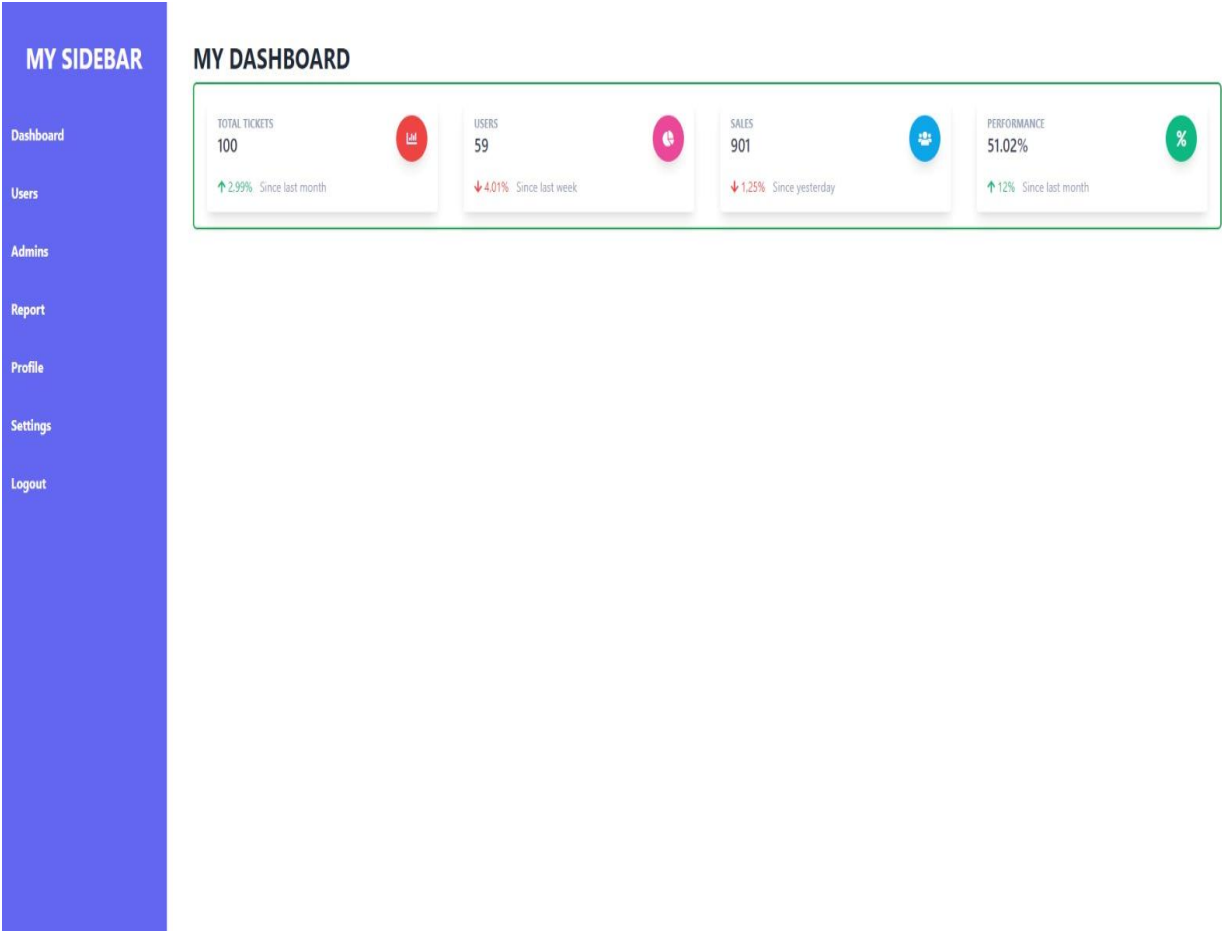 MY SIDEBAR
Dashboard
Users
Admins
Report
Profile
Settings
Logout
MY DASHBOARD
TOTAL TICKETS
100
2.99% Since last month
USERS
59
4.01% Since last week
SALES
901
1.25% Since yesterday
PERFORMANCE
51.02%
%
12% Since last month